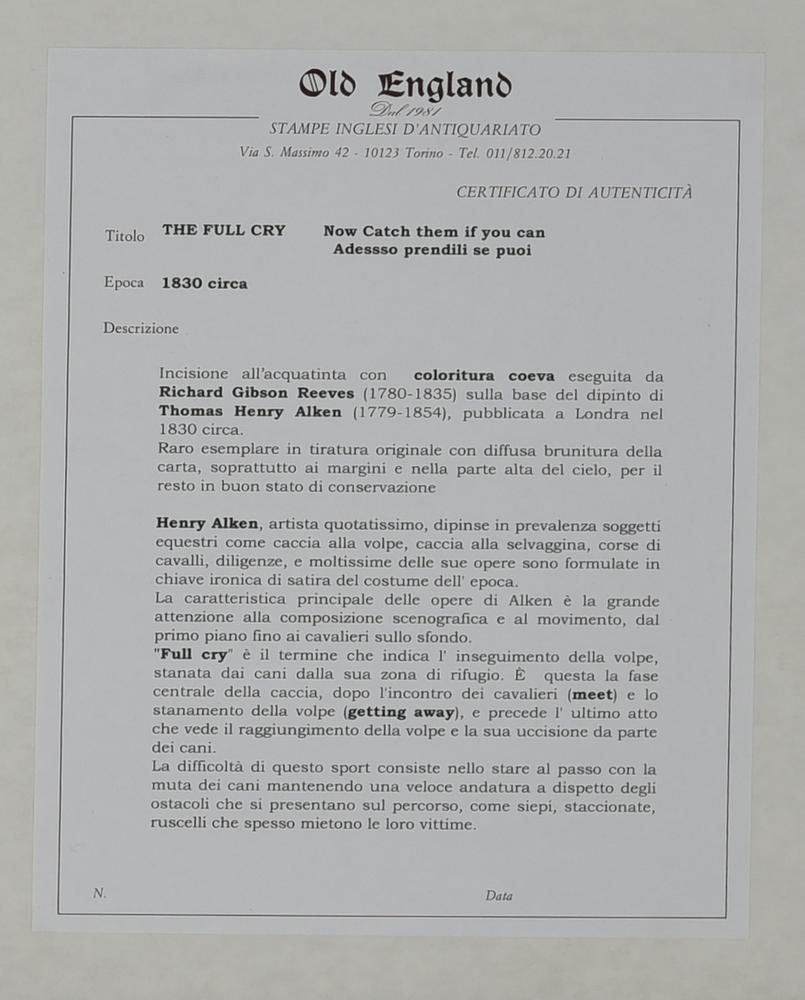 Old England
Dal 1981
STAMPE INGLESI D'ANTIQUARIATO
Via S. Massimo 42 - 10123 Torino - Tel. 011/812.20.21
CERTIFICATO DI AUTENTICITÀ
Titolo THE FULL CRY Now Catch them if you can
Adessso prendili se puoi
Epoca 1830 circa
Descrizione
Incisione all'acquatinta con coloritura coeva eseguita da
Richard Gibson Reeves (1780-1835) sulla base del dipinto di
Thomas Henry Alken (1779-1854), pubblicata a Londra nel
1830 circa.
Raro esemplare in tiratura originale con diffusa brunitura della
carta, soprattutto ai margini e nella parte alta del cielo, per il
resto in buon stato di conservazione
Henry Alken, artista quotatissimo, dipinse in prevalenza soggetti
equestri come caccia alla volpe, caccia alla selvaggina, corse di
cavalli, diligenze, e moltissime delle sue opere sono formulate in
chiave ironica di satira del costume dell' epoca.
La caratteristica principale delle opere di Alken è la grande
attenzione alla composizione scenografica e al movimento, dal
primo piano fino ai cavalieri sullo sfondo.
"Full cry" è il termine che indica l' inseguimento della volpe,
stanata dai cani dalla sua zona di rifugio. È questa la fase
centrale della caccia, dopo l'incontro dei cavalieri (meet) e lo
stanamento della volpe (getting away), e precede l' ultimo atto
che vede il raggiungimento della volpe e la sua uccisione da parte
dei cani.
La difficoltà di questo sport consiste nello stare al passo con la
muta dei cani mantenendo una veloce andatura a dispetto degli
ostacoli che si presentano sul percorso, come siepi, staccionate,
ruscelli che spesso mietono le loro vittime.
N. Data